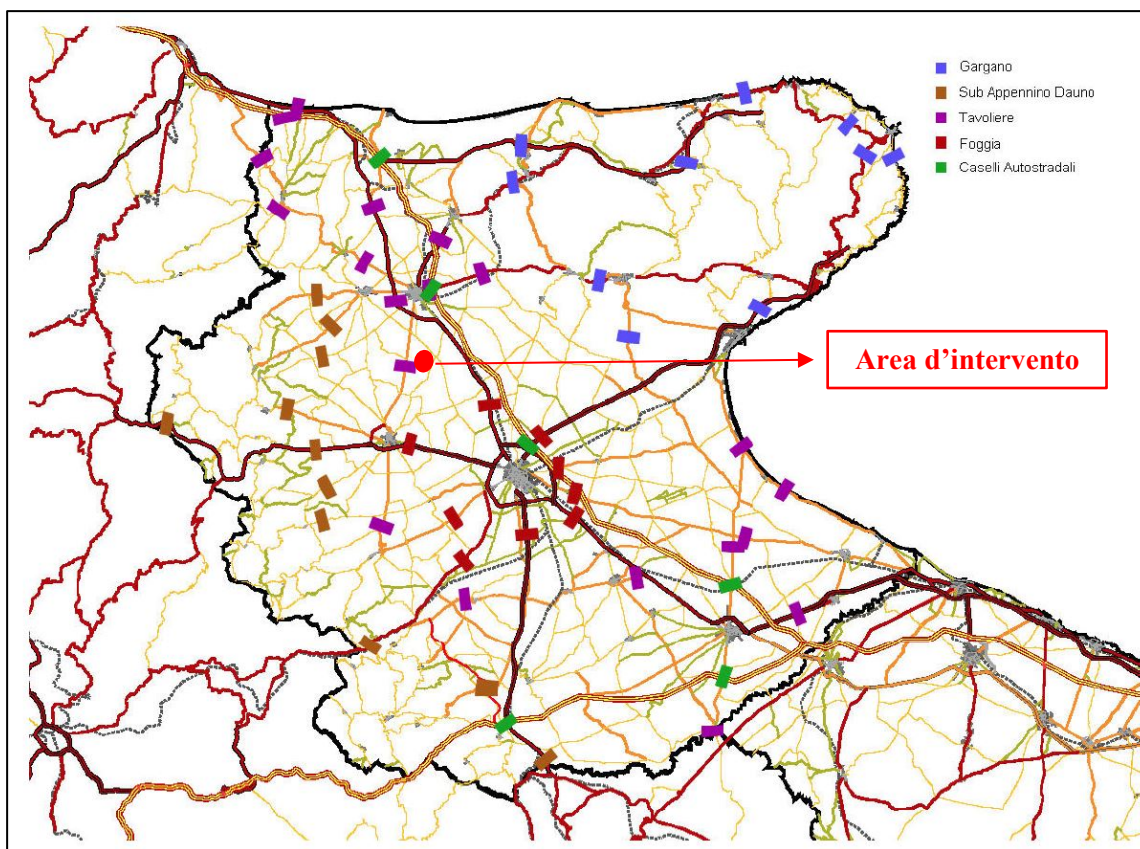 Gargano
Sub Appennino Dauno
Tavoliere
Foggia
Caselli Autostradali
Area d'intervento